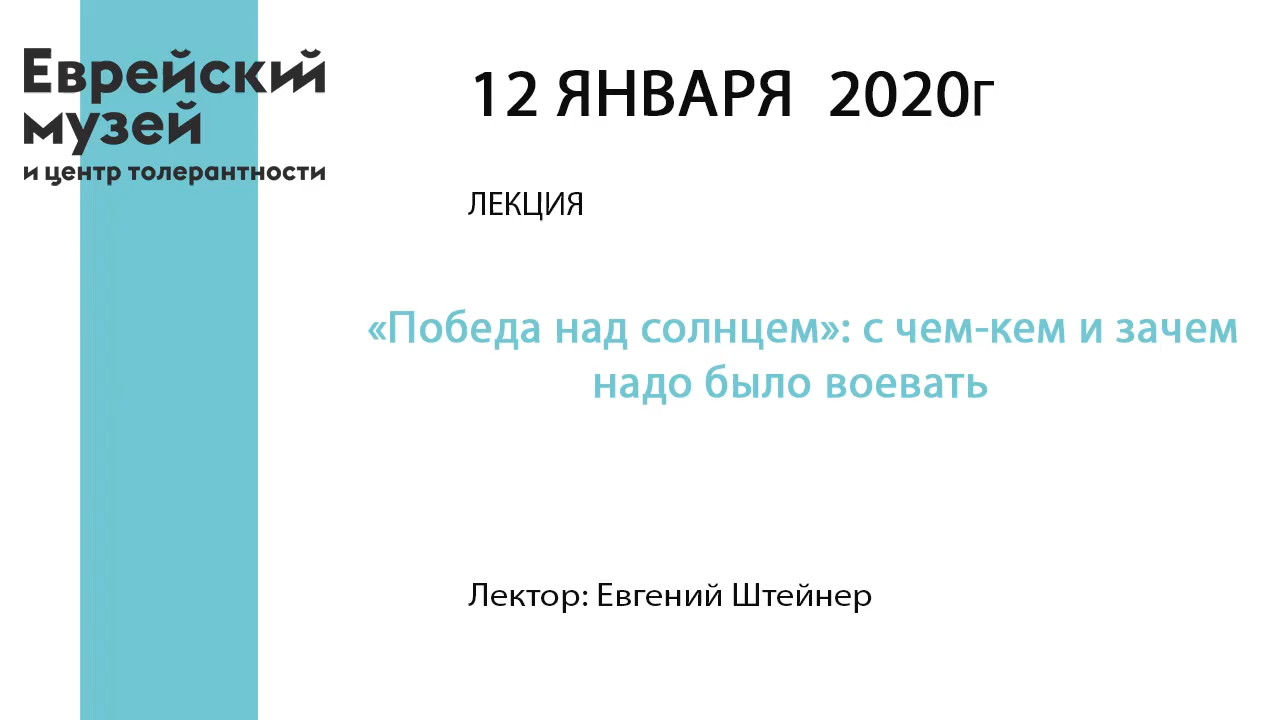 Еврейский
музей
и центр толерантности
12 ЯНВАРЯ 2020г
ЛЕКЦИЯ
«Победа над солнцем»: с чем-кем и зачем
надо было воевать
Лектор: Евгений Штейнер